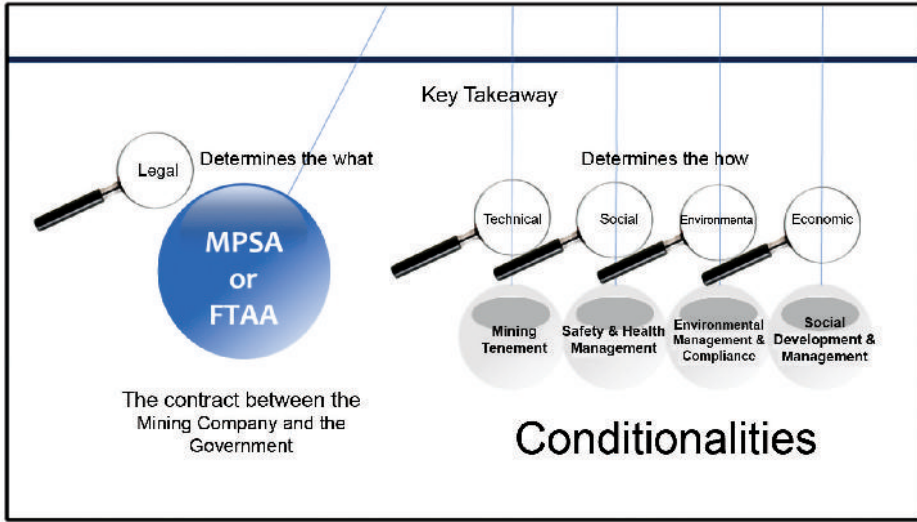 Key Takeaway
Legal
Determines the what
MPSA
or
FTAA
The contract between the
Mining Company and the
Government
Determines the how
Technical
Social
Environmenta
Economic
Mining
Tenement
Safety & Health
Management
Environmental
Management &
Compliance
Social
Development &
Management
Conditionalities